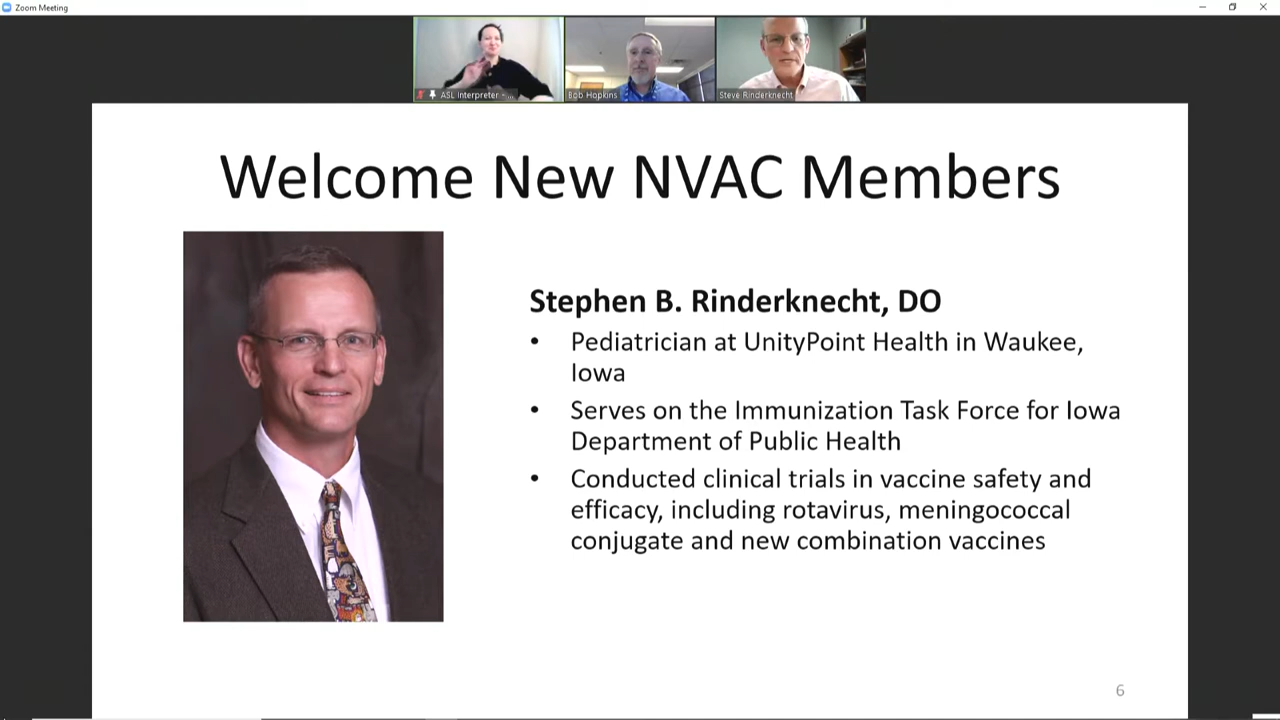 Zoom Meeting
ASL Interpreter - ...
Bob Hopkins
Steve Rinderknecht
Welcome New NVAC Members
Stephen B. Rinderknecht, DO
• Pediatrician at UnityPoint Health in Waukee,
Iowa
• Serves on the Immunization Task Force for Iowa
Department of Public Health
• Conducted clinical trials in vaccine safety and
efficacy, including rotavirus, meningococcal
conjugate and new combination vaccines
6